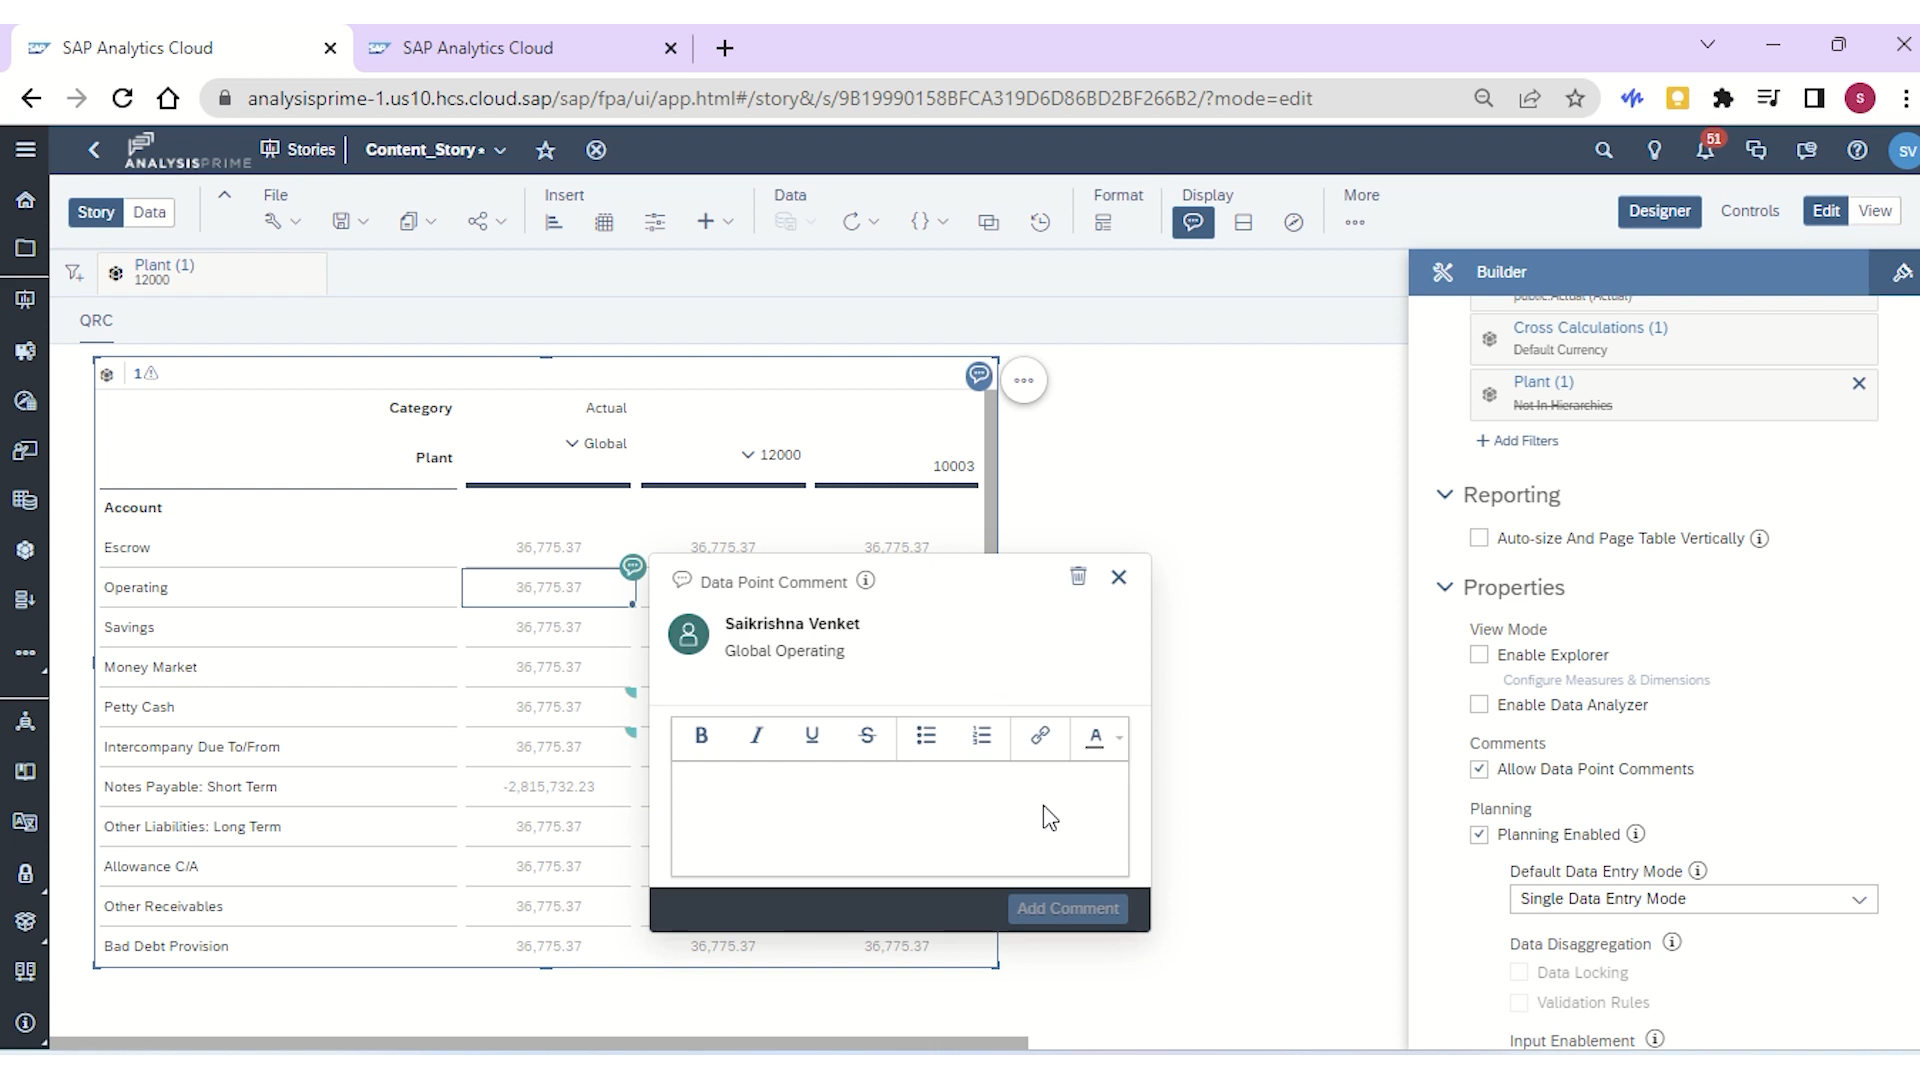 SAP Analytics Cloud
SAP Analytics Cloud
analysisprime-1.us10.hcs.cloud.sap/sap/fpa/ui/app.html#/story&/s/9B19990158BFCA319D6D86BD2BF266B2/?mode=edit
S
ANALYSISPRIME
Stories
Content_Story*
51
SV
Story
Data
File
Insert
Data
Format
Display
More
Designer
Controls
Edit
View
Plant (1)
12000
Builder
public.Actual (Actual)
Cross Calculations (1)
Default Currency
Plant (1)
Not In Hierarchies
+ Add Filters
QRC
1
Category
Actual
Plant
Global
12000
10003
Account
Escrow 36,775.37 36,775.37 36,775.37
Operating 36,775.37
Savings 36,775.37
Money Market 36,775.37
Petty Cash 36,775.37
Intercompany Due To/From 36,775.37
Notes Payable: Short Term -2,815,732.23
Other Liabilities: Long Term 36,775.37
Allowance C/A 36,775.37
Other Receivables 36,775.37
Bad Debt Provision 36,775.37 36,775.37 36,775.37
Data Point Comment
Saikrishna Venket
Global Operating
B I U S A
Add Comment
Reporting
Auto-size And Page Table Vertically
Properties
View Mode
Enable Explorer
Configure Measures & Dimensions
Enable Data Analyzer
Comments
Allow Data Point Comments
Planning
Planning Enabled
Default Data Entry Mode
Single Data Entry Mode
Data Disaggregation
Data Locking
Validation Rules
Input Enablement